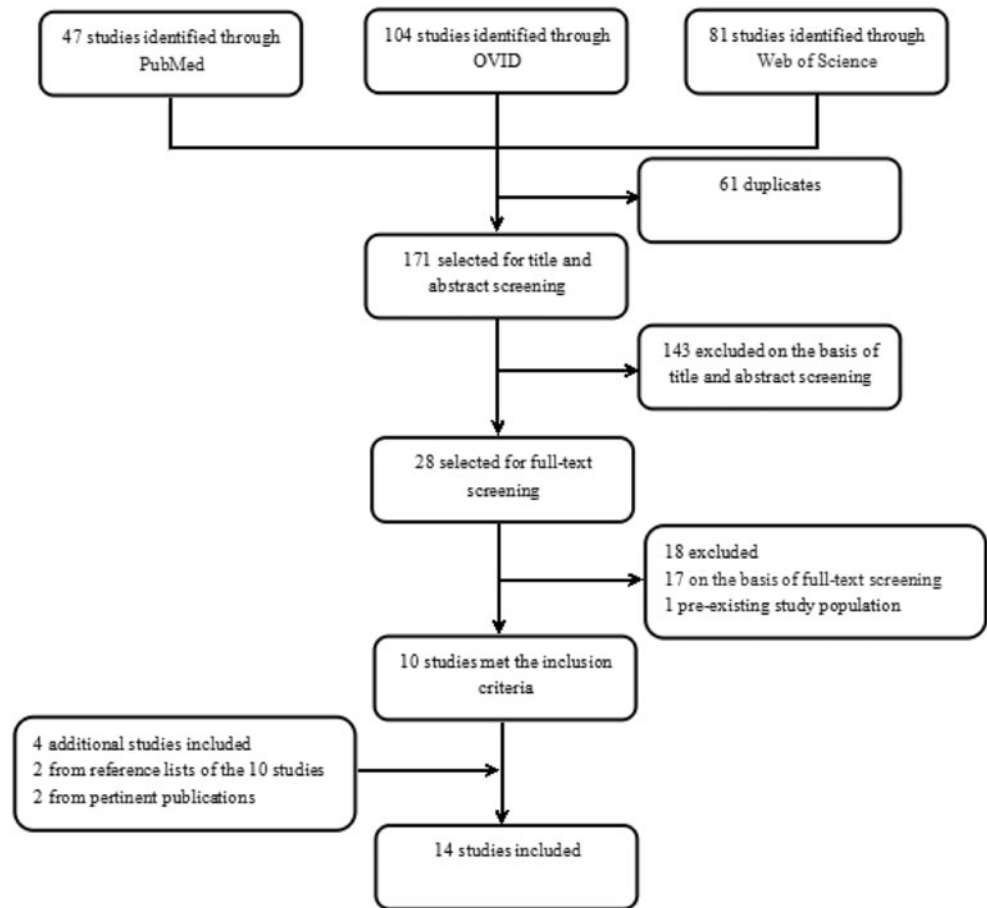 47 studies identified through
PubMed
104 studies identified through
OVID
81 studies identified through
Web of Science
61 duplicates
171 selected for title and
abstract screening
143 excluded on the basis of
title and abstract screening
28 selected for full-text
screening
18 excluded
17 on the basis of full-text screening
1 pre-existing study population
10 studies met the inclusion
criteria
4 additional studies included
2 from reference lists of the 10 studies
2 from pertinent publications
14 studies included